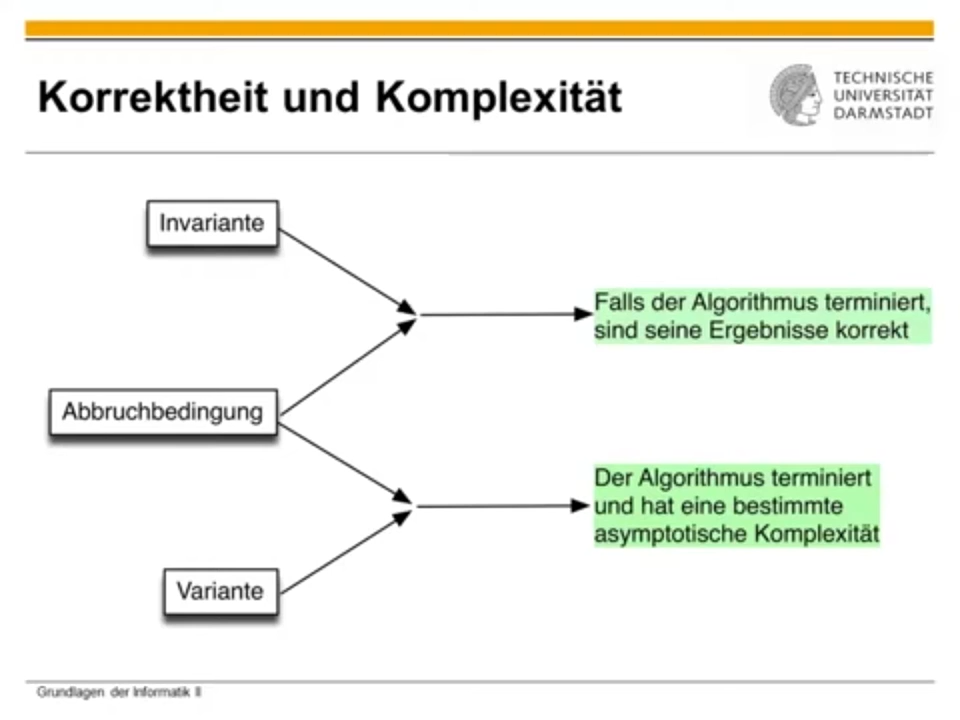 Korrektheit und Komplexität
TECHNISCHE
UNIVERSITÄT
DARMSTADT
Invariante
Falls der Algorithmus terminiert,
sind seine Ergebnisse korrekt
Abbruchbedingung
Der Algorithmus terminiert
und hat eine bestimmte
asymptotische Komplexität
Variante
Grundlagen der Informatik II